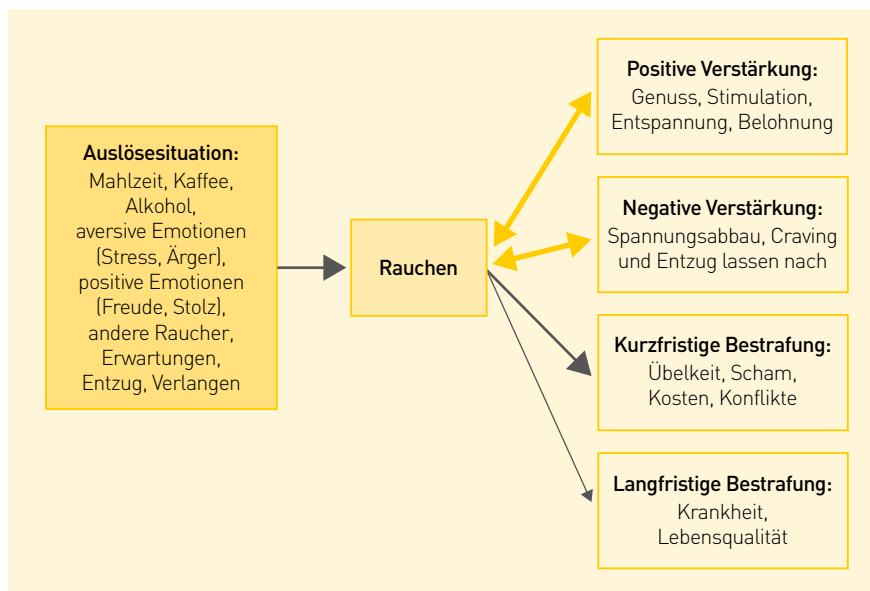 Auslösesituation:
Mahlzeit, Kaffee,
Alkohol,
aversive Emotionen
(Stress, Ärger),
positive Emotionen
(Freude, Stolz),
andere Raucher,
Erwartungen,
Entzug, Verlangen
Rauchen
Positive Verstärkung:
Genuss, Stimulation,
Entspannung, Belohnung
Negative Verstärkung:
Spannungsabbau, Craving
und Entzug lassen nach
Kurzfristige Bestrafung:
Übelkeit, Scham,
Kosten, Konflikte
Langfristige Bestrafung:
Krankheit,
Lebensqualität